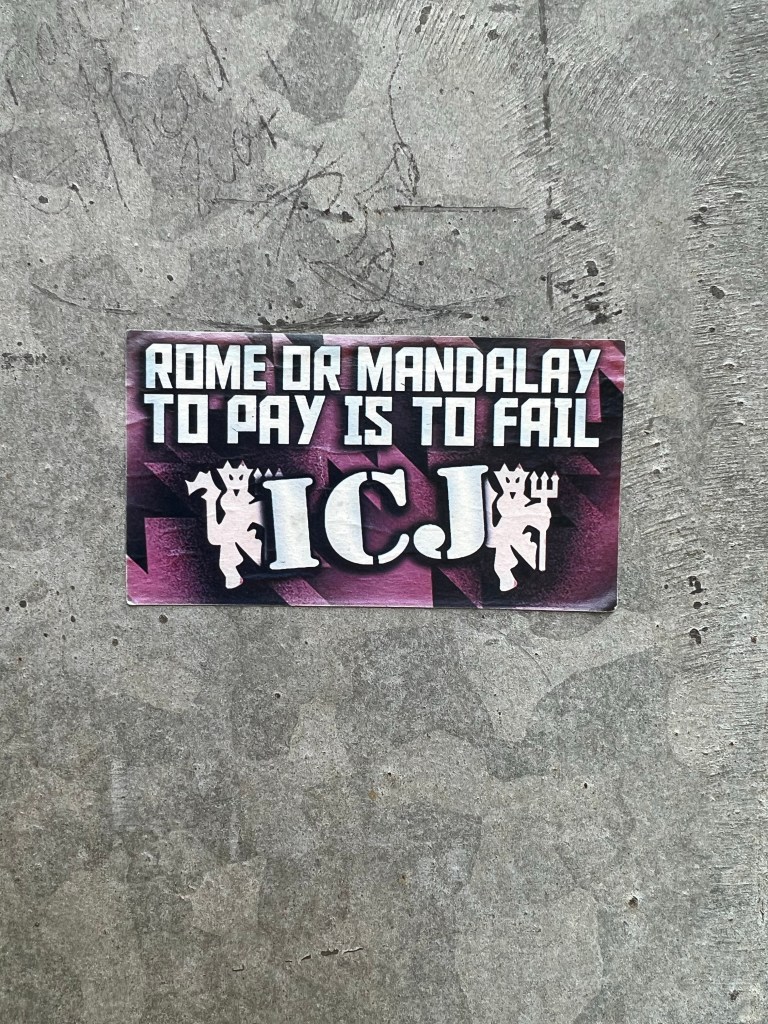 ROME OR MANDALAY
TO PAY IS TO FAIL
ICJ